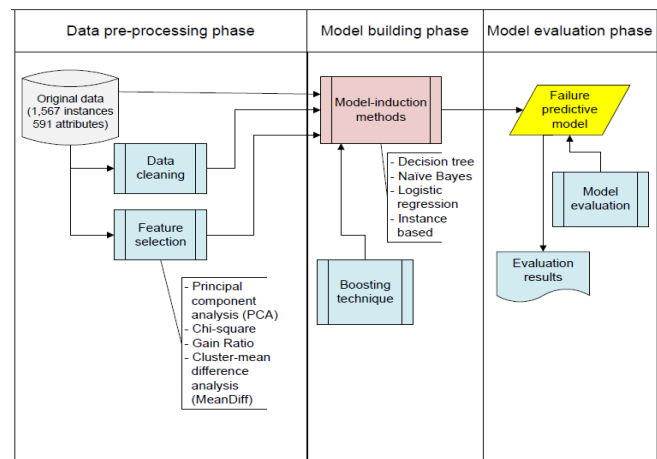 Data pre-processing phase
Model building phase
Model evaluation phase
Original data
(1,567 instances
591 attributes)
Data
cleaning
Feature
selection
- Principal
component
analysis (PCA)
- Chi-square
- Gain Ratio
- Cluster-mean
difference
analysis
(MeanDiff)
Model-induction
methods
- Decision tree
- Naïve Bayes
- Logistic
regression
- Instance
based
Boosting
technique
Failure
predictive
model
Model
evaluation
Evaluation
results